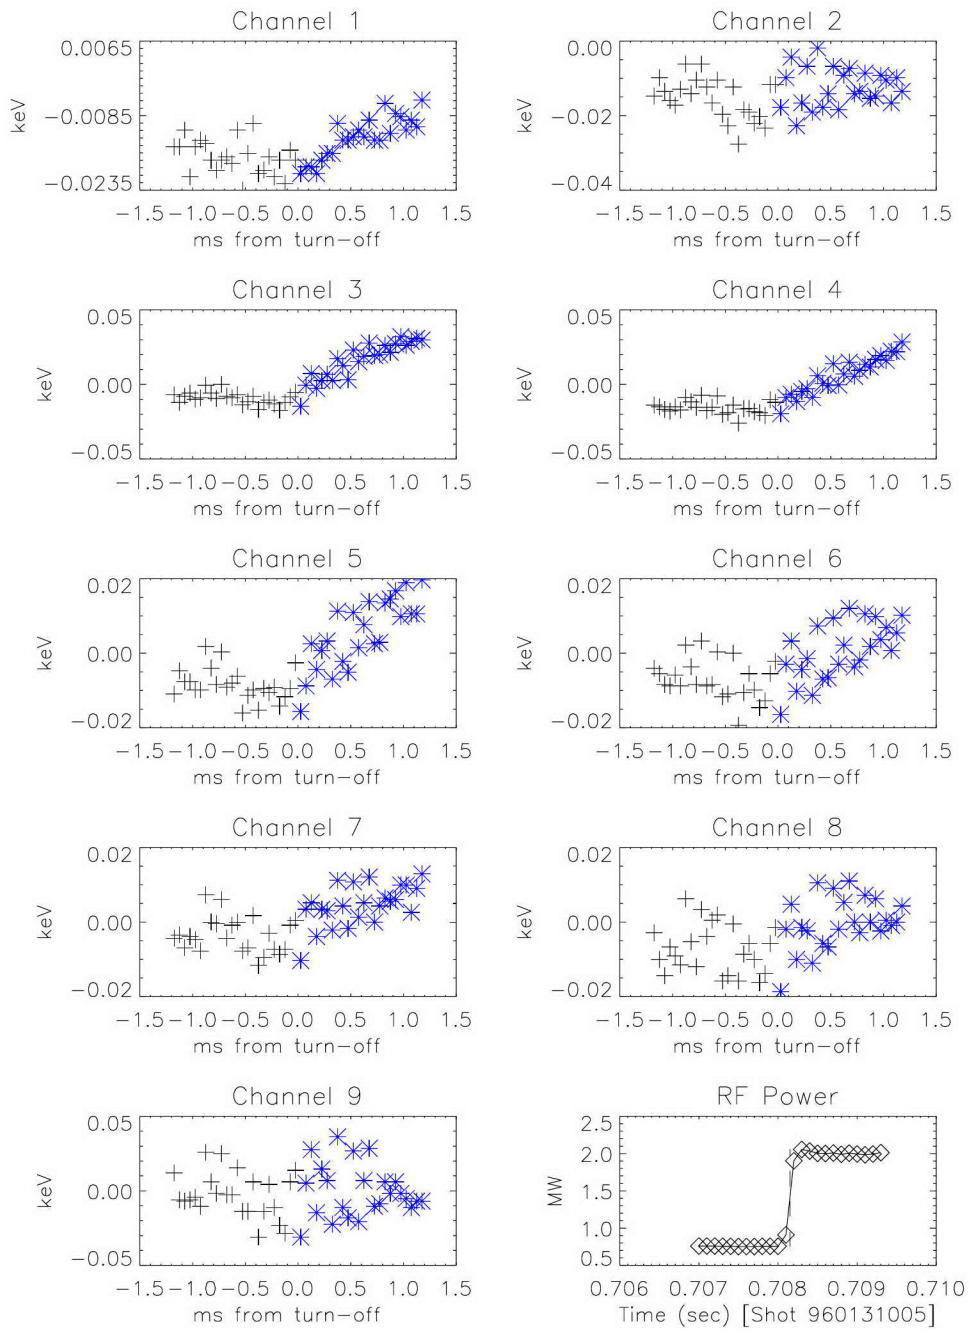 Channel 1
Channel 2
0.0065
-0.0085
-0.0235
keV
-1.5 -1.0 -0.5 0.0 0.5 1.0 1.5
ms from turn-off
0.00
-0.02
-0.04
keV
-1.5 -1.0 -0.5 0.0 0.5 1.0 1.5
ms from turn-off
Channel 3
Channel 4
0.05
0.00
-0.05
keV
-1.5 -1.0 -0.5 0.0 0.5 1.0 1.5
ms from turn-off
0.05
0.00
-0.05
keV
-1.5 -1.0 -0.5 0.0 0.5 1.0 1.5
ms from turn-off
Channel 5
Channel 6
0.02
0.00
-0.02
keV
-1.5 -1.0 -0.5 0.0 0.5 1.0 1.5
ms from turn-off
0.02
0.00
-0.02
keV
-1.5 -1.0 -0.5 0.0 0.5 1.0 1.5
ms from turn-off
Channel 7
Channel 8
0.02
0.00
-0.02
keV
-1.5 -1.0 -0.5 0.0 0.5 1.0 1.5
ms from turn-off
0.02
0.00
-0.02
keV
-1.5 -1.0 -0.5 0.0 0.5 1.0 1.5
ms from turn-off
Channel 9
RF Power
0.05
0.00
-0.05
keV
-1.5 -1.0 -0.5 0.0 0.5 1.0 1.5
ms from turn-off
2.5
2.0
1.5
1.0
0.5
MW
0.706 0.707 0.708 0.709 0.710
Time (sec) [Shot 960131005]